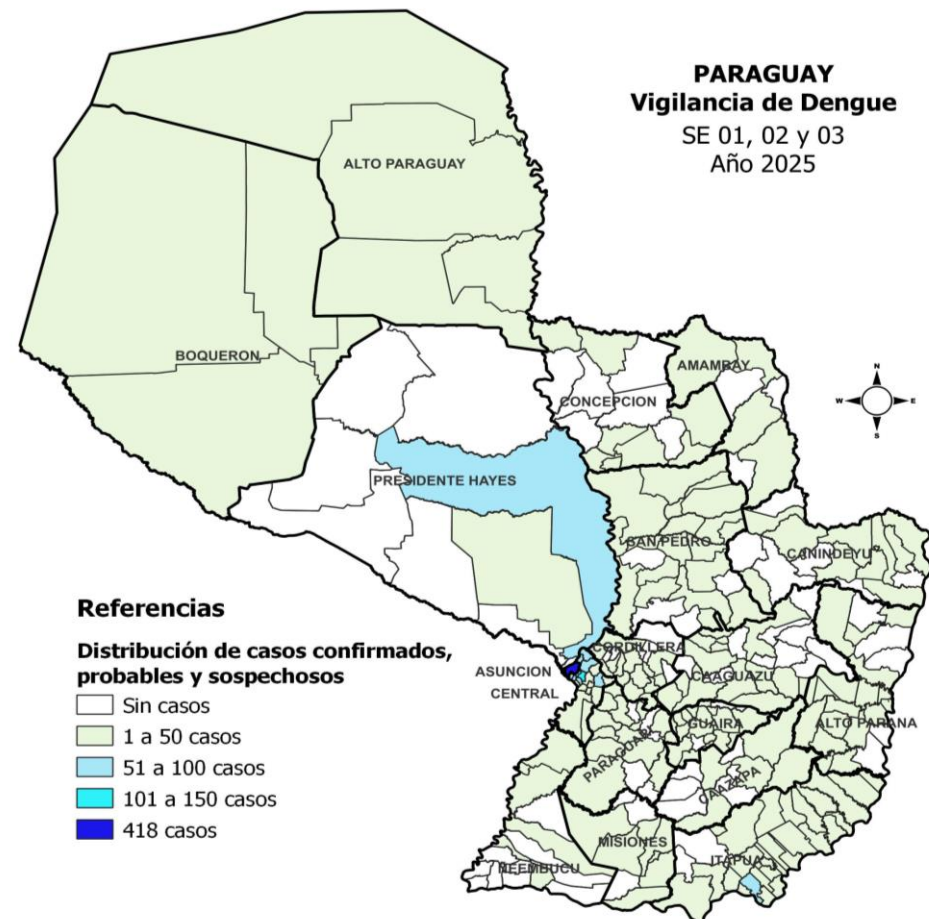 PARAGUAY
Vigilancia de Dengue
SE 01, 02 y 03
Año 2025
ALTO PARAGUAY
BOQUERON
AMAMBAY
CONCEPCION
N
W
E
S
PRESIDENTE HAYES
SAN PEDRO
CANINDEYU
Referencias
Distribución de casos confirmados,
probables y sospechosos
Sin casos
1 a 50 casos
51 a 100 casos
101 a 150 casos
418 casos
ASUNCION
CENTRAL
CORDILLERA
CAAGUAZU
GUAIRA
ALTO PARANA
PARAGUARI
CAAZAPA
MISIONES
ITAPUA
ÑEEMBUCU